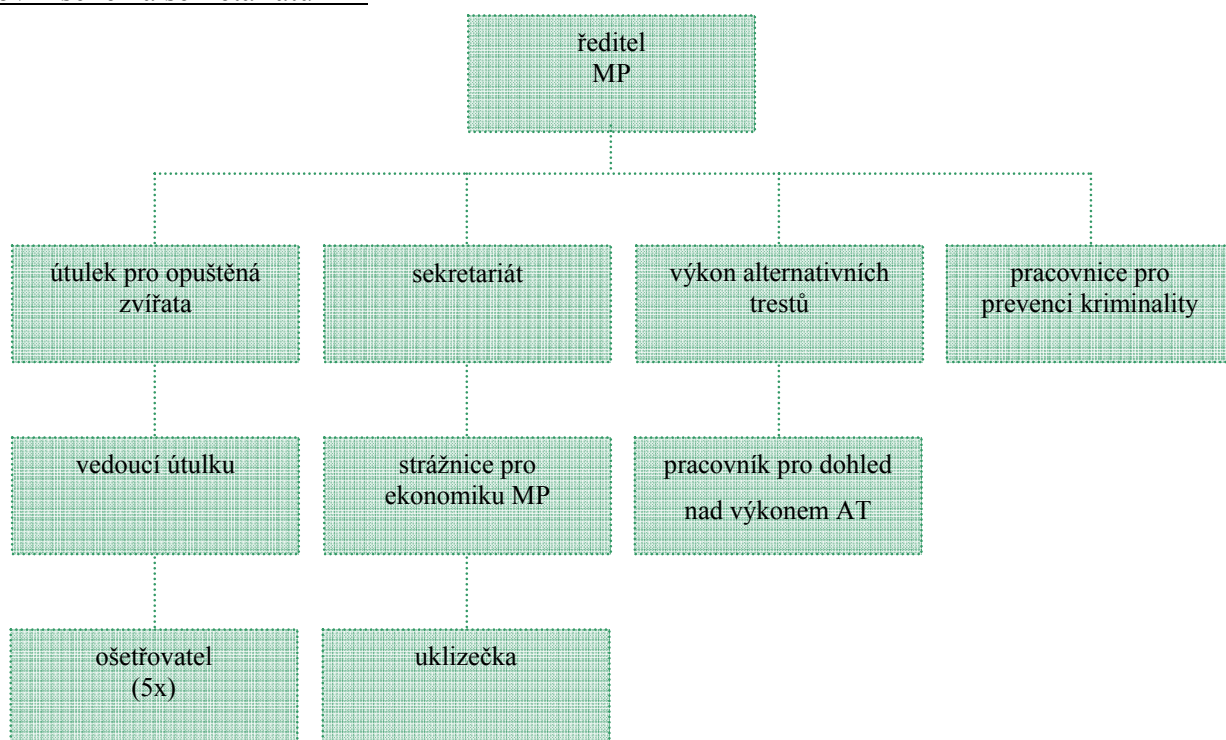 ředitel
MP
útulek pro opuštěná
zvířata
sekretariát
výkon alternativních
trestů
pracovnice pro
prevenci kriminality
vedoucí útulku
strážnice pro
ekonomiku MP
pracovník pro dohled
nad výkonem AT
ošetřovatel
(5x)
uklizečka